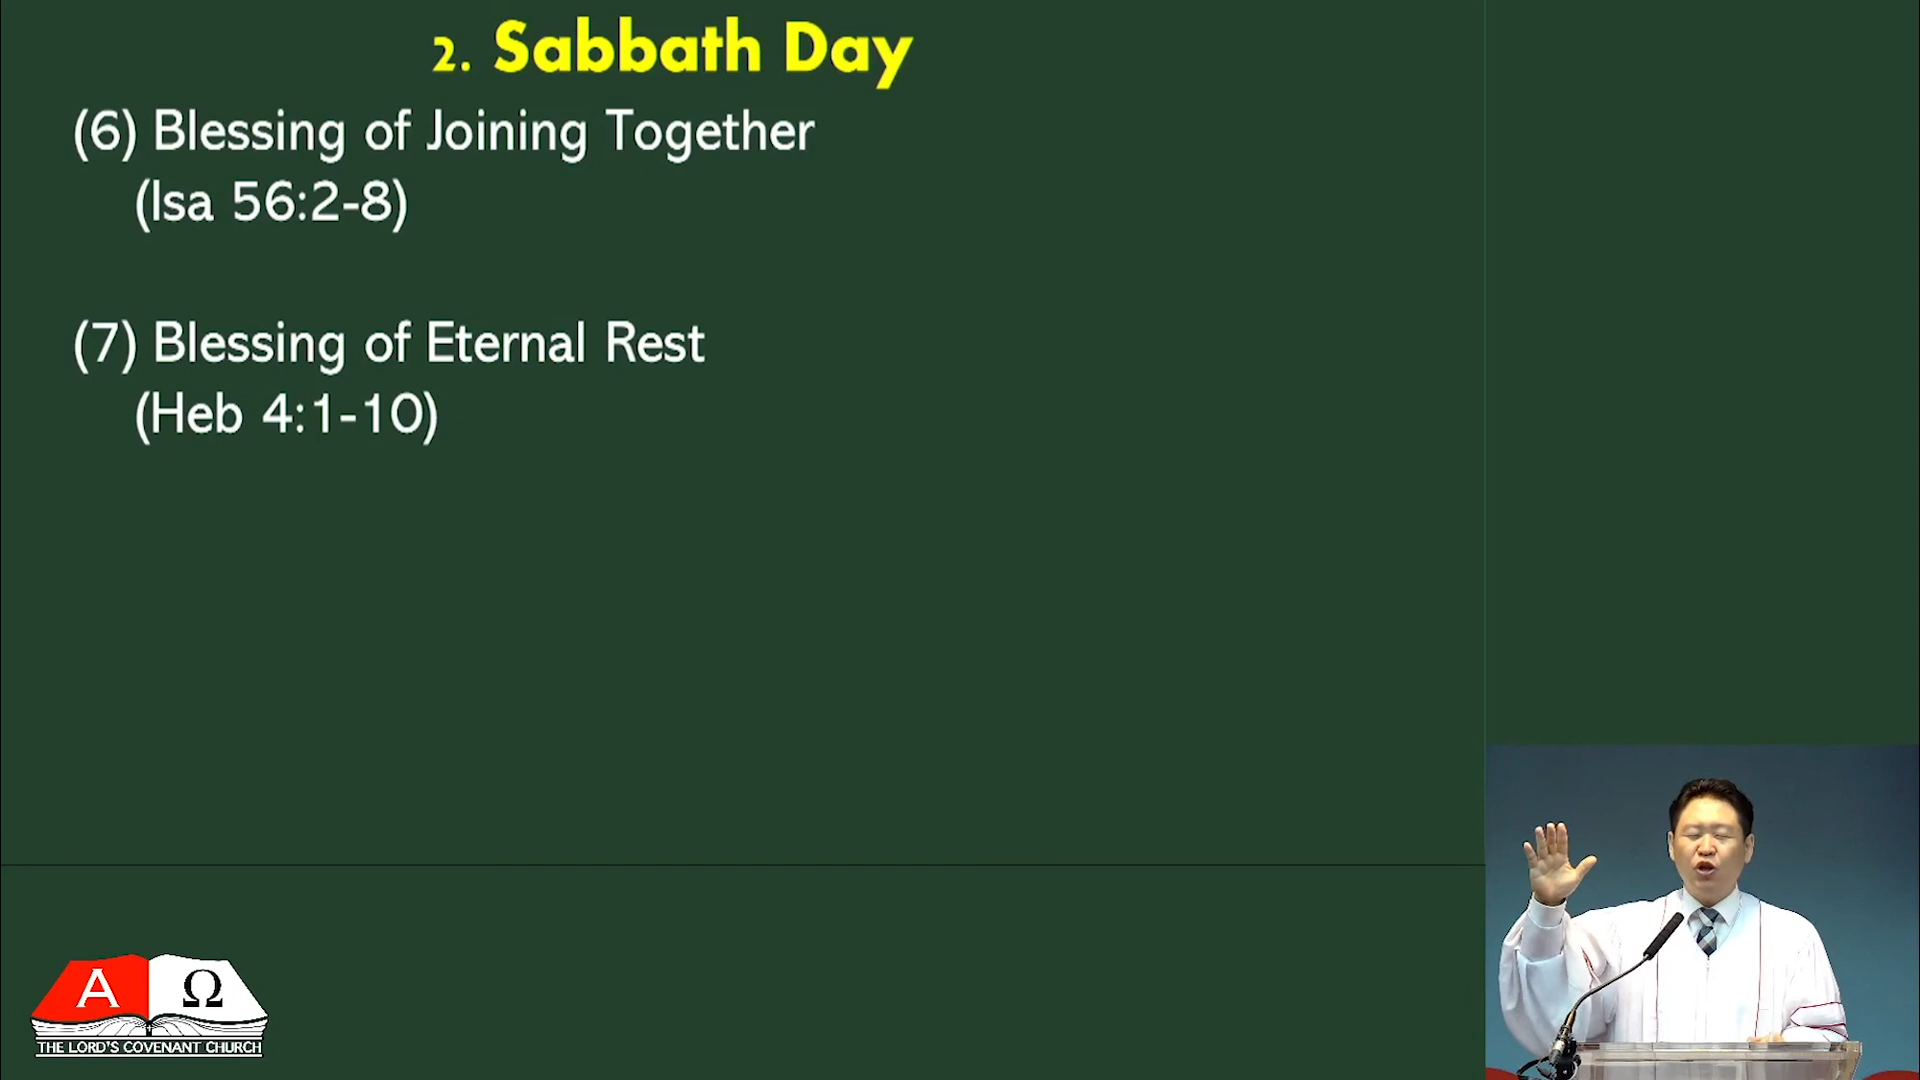 2. Sabbath Day
(6) Blessing of Joining Together
(Isa 56:2-8)
(7) Blessing of Eternal Rest
(Heb 4:1-10)
A Ω
THE LORD'S COVENANT CHURCH